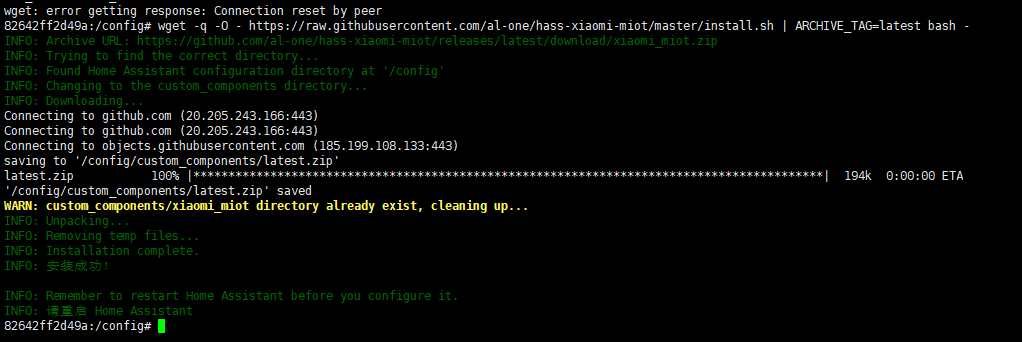 wget: error getting response: Connection reset by peer
82642ff2d49a:/config# wget -q -O - https://raw.githubusercontent.com/al-one/hass-xiaomi-miot/master/install.sh | ARCHIVE_TAG=latest bash -
INFO: Archive URL: https://github.com/al-one/hass-xiaomi-miot/releases/latest/download/xiaomi_miot.zip
INFO: Trying to find the correct directory...
INFO: Found Home Assistant configuration directory at '/config'
INFO: Changing to the custom_components directory...
INFO: Downloading...
Connecting to github.com (20.205.243.166:443)
Connecting to github.com (20.205.243.166:443)
Connecting to objects.githubusercontent.com (185.199.108.133:443)
saving to '/config/custom_components/latest.zip'
latest.zip 100% |******************************************************************************************| 194k 0:00:00 ETA
'/config/custom_components/latest.zip' saved
WARN: custom_components/xiaomi_miot directory already exist, cleaning up...
INFO: Unpacking...
INFO: Removing temp files...
INFO: Installation complete.
INFO: 安装成功！
INFO: Remember to restart Home Assistant before you configure it.
INFO: 请重启 Home Assistant
82642ff2d49a:/config#